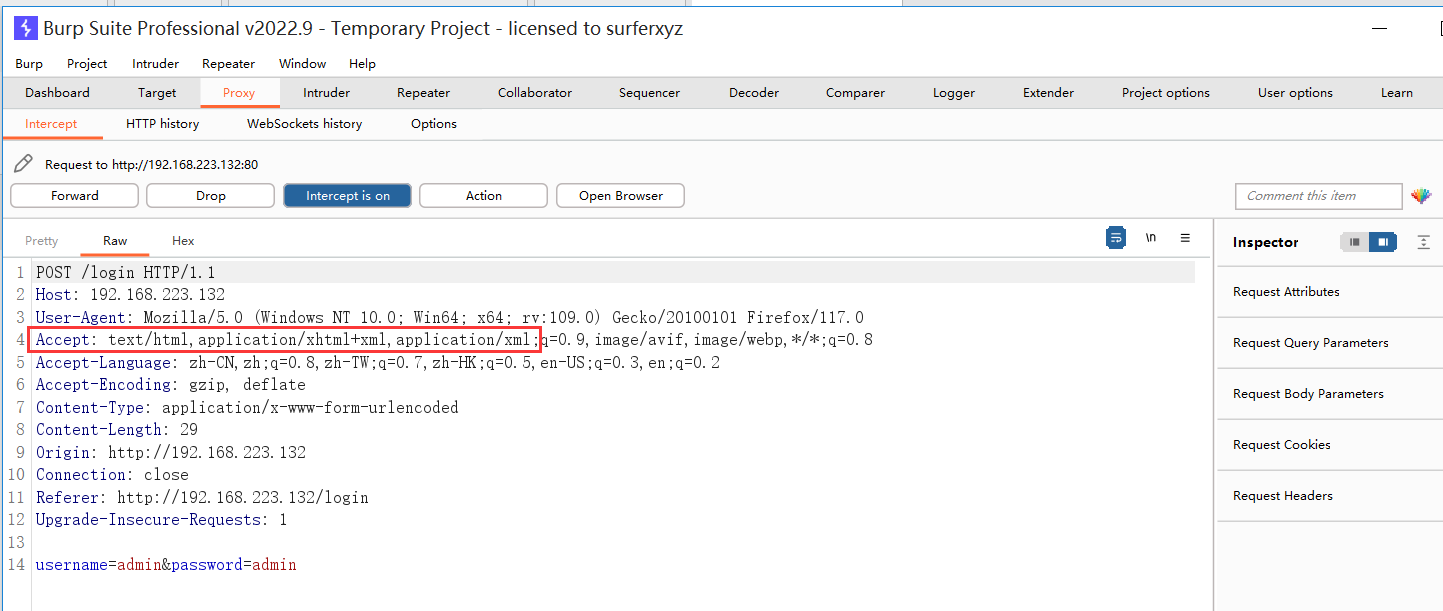 Burp Suite Professional v2022.9 - Temporary Project - licensed to surferxyz
Burp Project Intruder Repeater Window Help
Dashboard Target Proxy Intruder Repeater Collaborator Sequencer Decoder Comparer Logger Extender Project options User options Learn
Intercept HTTP history WebSockets history Options
Request to http://192.168.223.132:80
Forward Drop Intercept is on Action Open Browser Comment this item
Pretty Raw Hex \n Inspector
1 POST /login HTTP/1.1
2 Host: 192.168.223.132
3 User-Agent: Mozilla/5.0 (Windows NT 10.0; Win64; x64; rv:109.0) Gecko/20100101 Firefox/117.0
4 Accept: text/html,application/xhtml+xml,application/xml;q=0.9,image/avif,image/webp,*/*;q=0.8
5 Accept-Language: zh-CN,zh;q=0.8,zh-TW;q=0.7,zh-HK;q=0.5,en-US;q=0.3,en;q=0.2
6 Accept-Encoding: gzip, deflate
7 Content-Type: application/x-www-form-urlencoded
8 Content-Length: 29
9 Origin: http://192.168.223.132
10 Connection: close
11 Referer: http://192.168.223.132/login
12 Upgrade-Insecure-Requests: 1
13
14 username=admin&password=admin
Request Attributes
Request Query Parameters
Request Body Parameters
Request Cookies
Request Headers